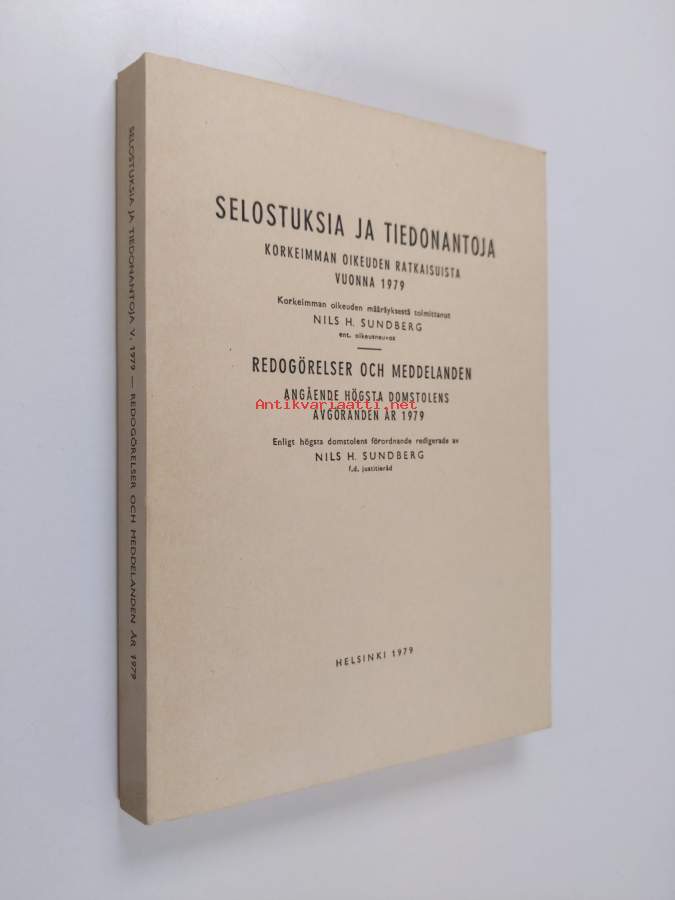 SELOSTUKSIA JA TIEDONANTOJA
KORKEIMMAN OIKEUDEN RATKAISUISTA
VUONNA 1979
Korkeimman oikeuden määräyksestä toimittanut
NILS H. SUNDBERG
ent. oikeusneuvos
REDOGÖRELSER OCH MEDDELANDEN
ANGÅENDE HÖGSTA DOMSTOLENS
Antikvariaatti.net
AVGÖRANDEN ÅR 1979
Enligt högsta domstolens förordnande redigerade av
NILS H. SUNDBERG
f.d. justitieråd
HELSINKI 1979
SELOSTUKSIA JA TIEDONANTOJA V. 1979 — REDOGÖRELSER OCH MEDDELANDEN ÅR 1979